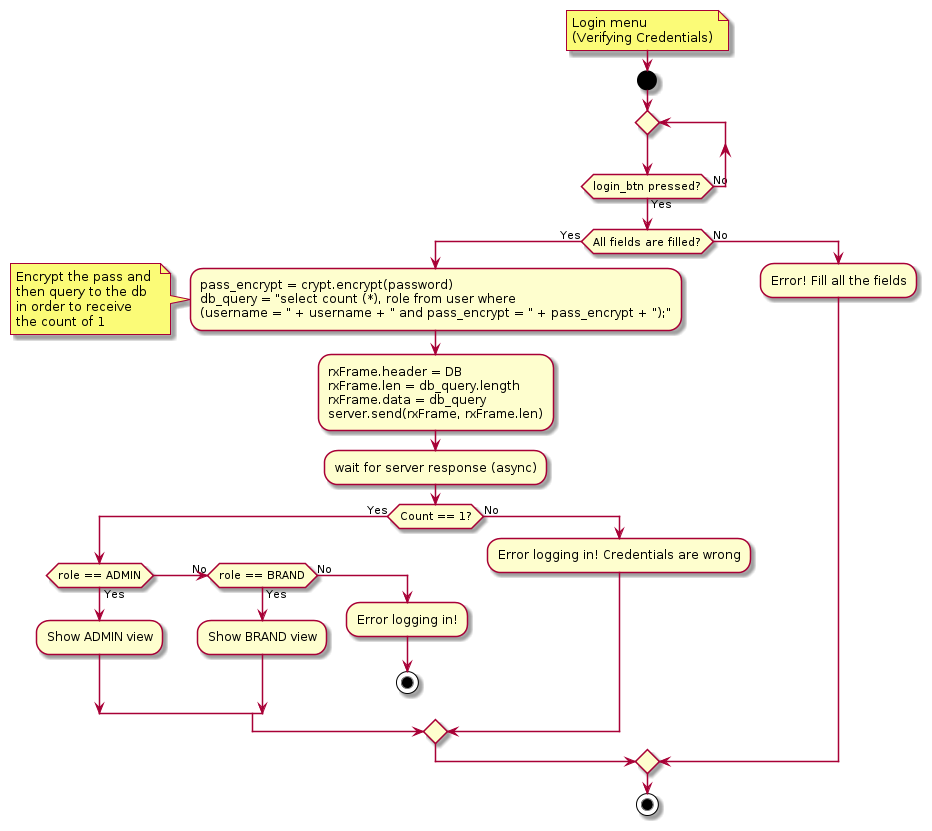 Login menu
(Verifying Credentials)
login_btn pressed?
No
Yes
All fields are filled?
Yes
No
Encrypt the pass and
then query to the db
in order to receive
the count of 1
pass_encrypt = crypt.encrypt(password)
db_query = "select count (*), role from user where
(username = " + username + " and pass_encrypt = " + pass_encrypt + ");"
Error! Fill all the fields
rxFrame.header = DB
rxFrame.len = db_query.length
rxFrame.data = db_query
server.send(rxFrame, rxFrame.len)
wait for server response (async)
Yes
Count == 1?
No
Error logging in! Credentials are wrong
role == ADMIN
No
role == BRAND
No
Yes
Yes
Show ADMIN view
Show BRAND view
Error logging in!